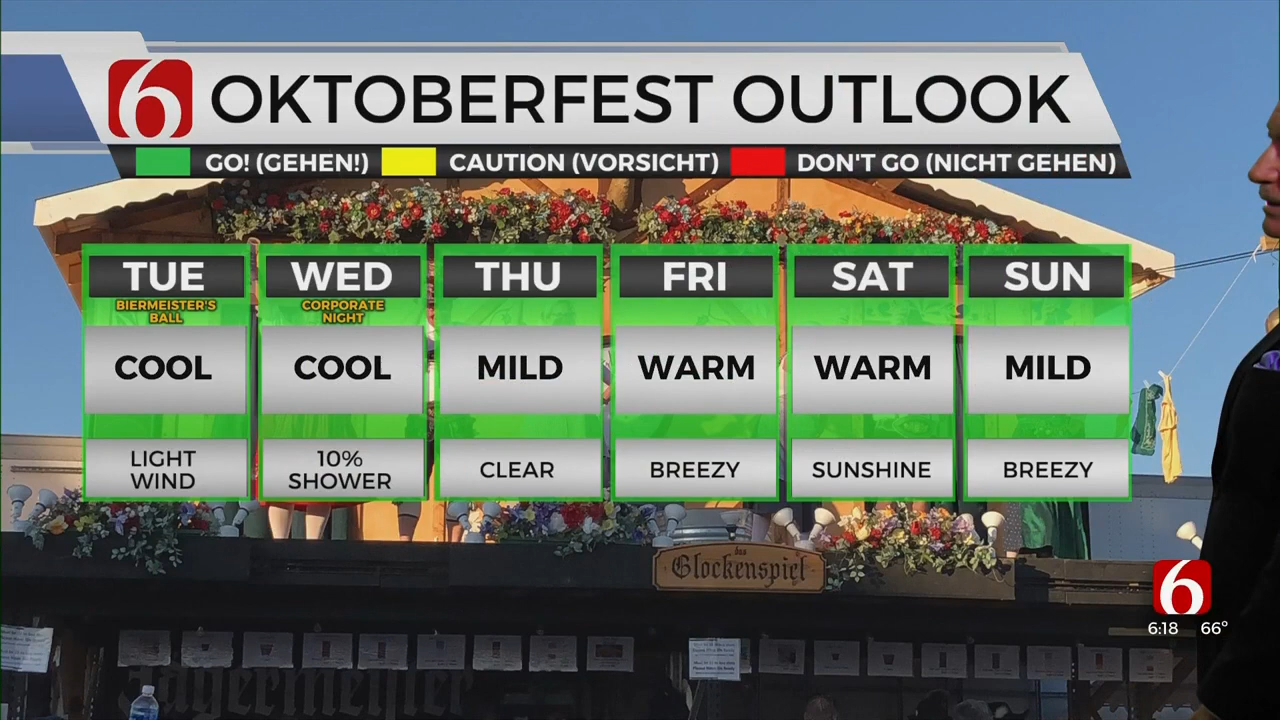 6 OKTOBERFEST OUTLOOK
GO! (GEHEN!) CAUTION (VORSICHT) DON'T GO (NICHT GEHEN)
TUE
BIERMEISTER'S
BALL
COOL
LIGHT
WIND
WED
CORPORATE
NIGHT
COOL
10%
SHOWER
THU
MILD
CLEAR
FRI
WARM
BREEZY
SAT
WARM
SUNSHINE
SUN
MILD
BREEZY
das
Glockenspiel
6
6:18 66°
Jägermeister